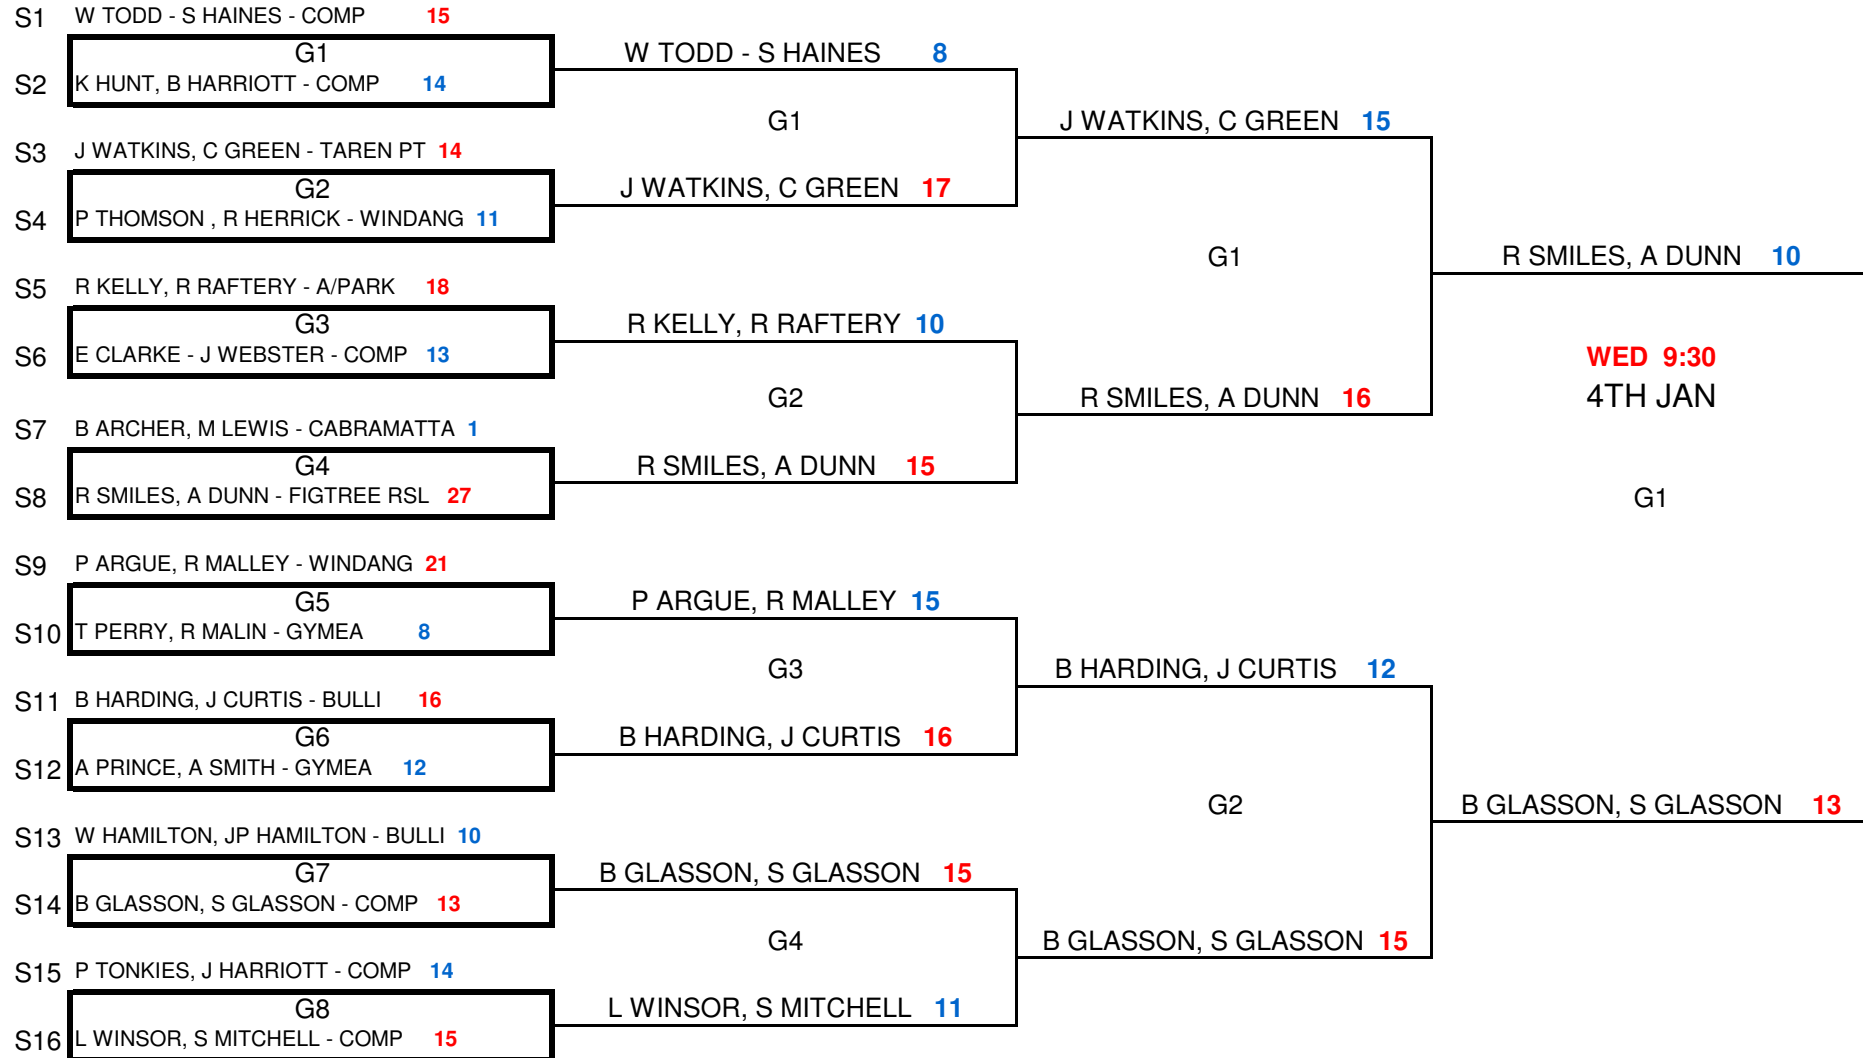 S1 W TODD - S HAINES - COMP 15
G1
S2 K HUNT, B HARRIOTT - COMP 14
S3 J WATKINS, C GREEN - TAREN PT 14
G2
S4 P THOMSON , R HERRICK - WINDANG 11
S5 R KELLY, R RAFTERY - A/PARK 18
G3
S6 E CLARKE - J WEBSTER - COMP 13
S7 B ARCHER, M LEWIS - CABRAMATTA 1
G4
S8 R SMILES, A DUNN - FIGTREE RSL 27
S9 P ARGUE, R MALLEY - WINDANG 21
G5
S10 T PERRY, R MALIN - GYMEA 8
S11 B HARDING, J CURTIS - BULLI 16
G6
S12 A PRINCE, A SMITH - GYMEA 12
S13 W HAMILTON, JP HAMILTON - BULLI 10
G7
S14 B GLASSON, S GLASSON - COMP 13
S15 P TONKIES, J HARRIOTT - COMP 14
G8
S16 L WINSOR, S MITCHELL - COMP 15
W TODD - S HAINES 8
G1
J WATKINS, C GREEN 17
R KELLY, R RAFTERY 10
G2
R SMILES, A DUNN 15
P ARGUE, R MALLEY 15
G3
B HARDING, J CURTIS 16
B GLASSON, S GLASSON 15
G4
L WINSOR, S MITCHELL 11
J WATKINS, C GREEN 15
G1
R SMILES, A DUNN 16
B HARDING, J CURTIS 12
G2
B GLASSON, S GLASSON 15
R SMILES, A DUNN 10
WED 9:30
4TH JAN
G1
B GLASSON, S GLASSON 13